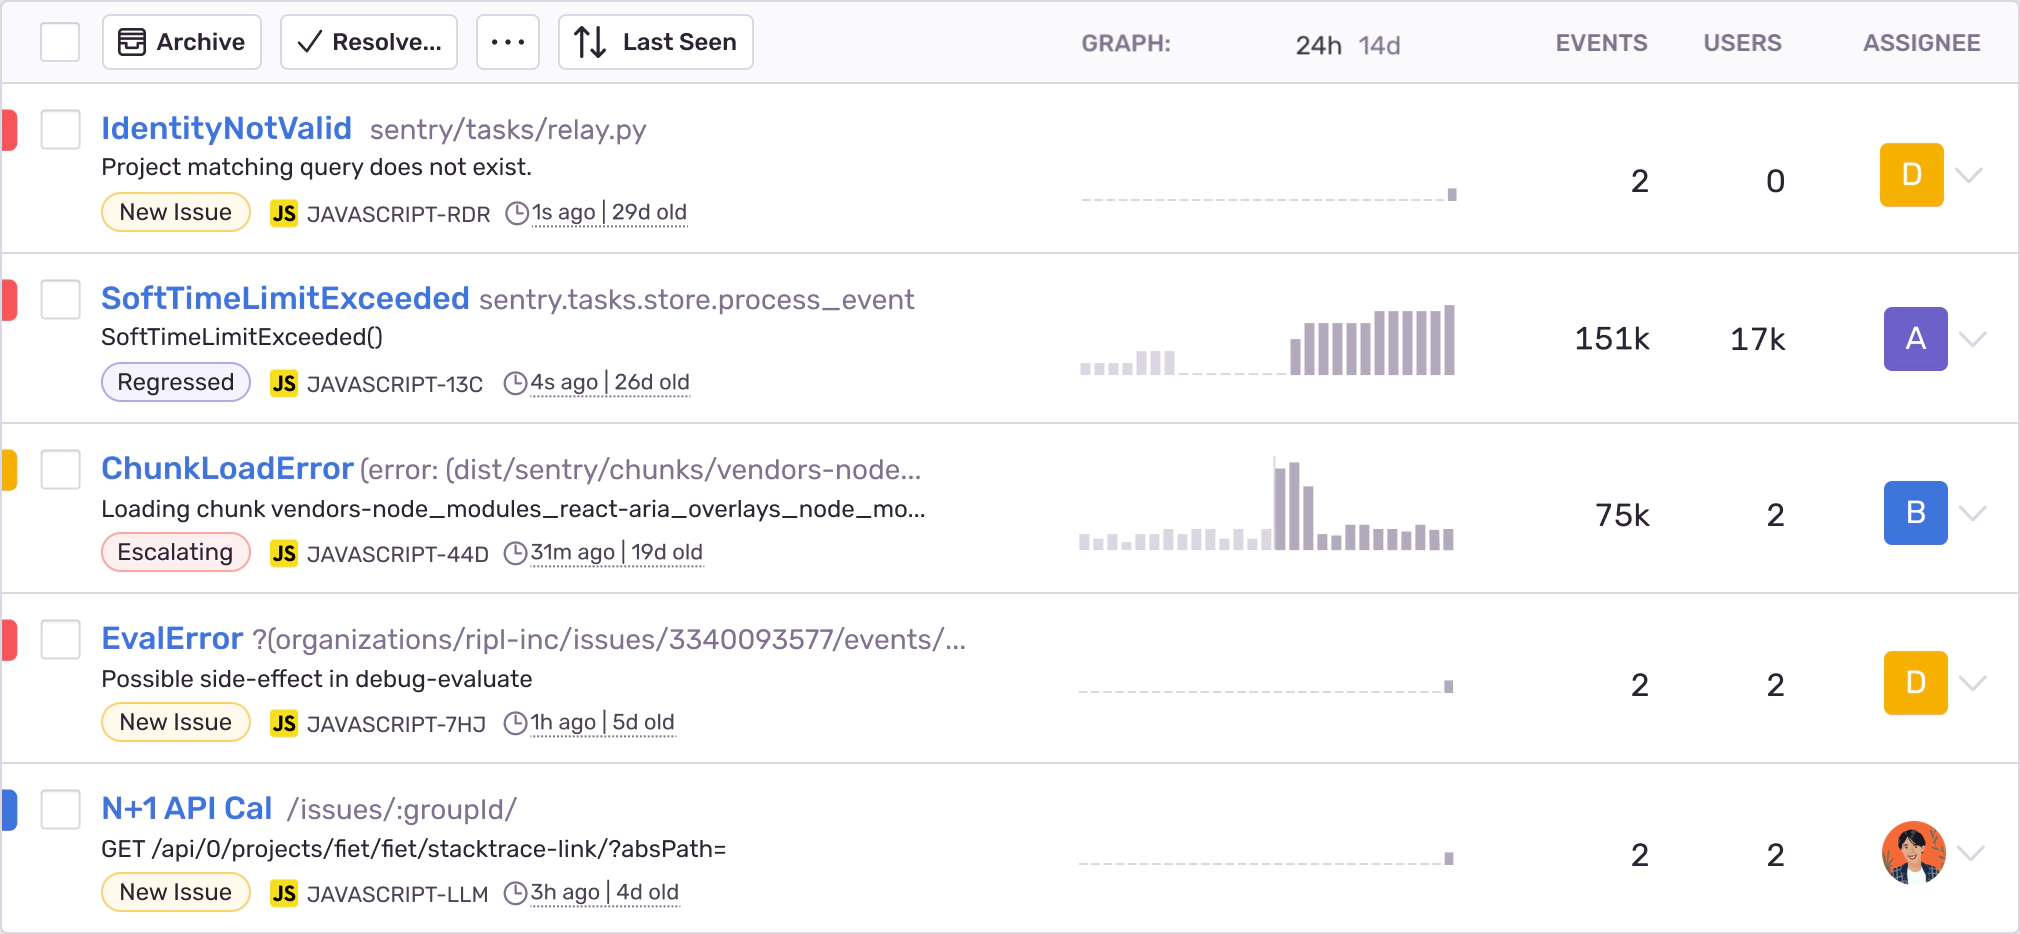 Archive Resolve... ... Last Seen GRAPH: 24h 14d EVENTS USERS ASSIGNEE
IdentityNotValid sentry/tasks/relay.py
Project matching query does not exist.
New Issue JS JAVASCRIPT-RDR 1s ago | 29d old
2 0 D
SoftTimeLimitExceeded sentry.tasks.store.process_event
SoftTimeLimitExceeded()
Regressed JS JAVASCRIPT-13C 4s ago | 26d old
151k 17k A
ChunkLoadError (error: (dist/sentry/chunks/vendors-node...
Loading chunk vendors-node_modules_react-aria_overlays_node_mo...
Escalating JS JAVASCRIPT-44D 31m ago | 19d old
75k 2 B
EvalError ?(organizations/ripl-inc/issues/3340093577/events/...
Possible side-effect in debug-evaluate
New Issue JS JAVASCRIPT-7HJ 1h ago | 5d old
2 2 D
N+1 API Cal /issues/:groupId/
GET /api/0/projects/fiet/fiet/stacktrace-link/?absPath=
New Issue JS JAVASCRIPT-LLM 3h ago | 4d old
2 2